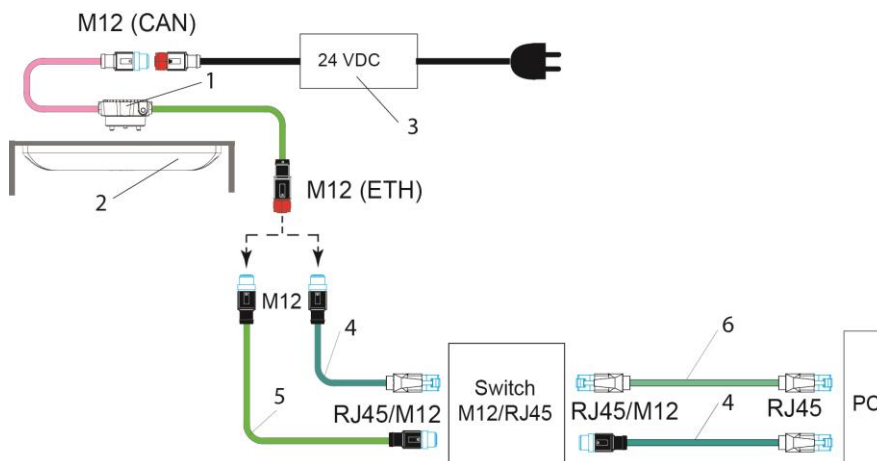 M12 (CAN)
24 VDC
1
3
2
M12 (ETH)
M12
4
6
5
Switch
M12/RJ45
RJ45/M12
RJ45/M12
4
RJ45
PC